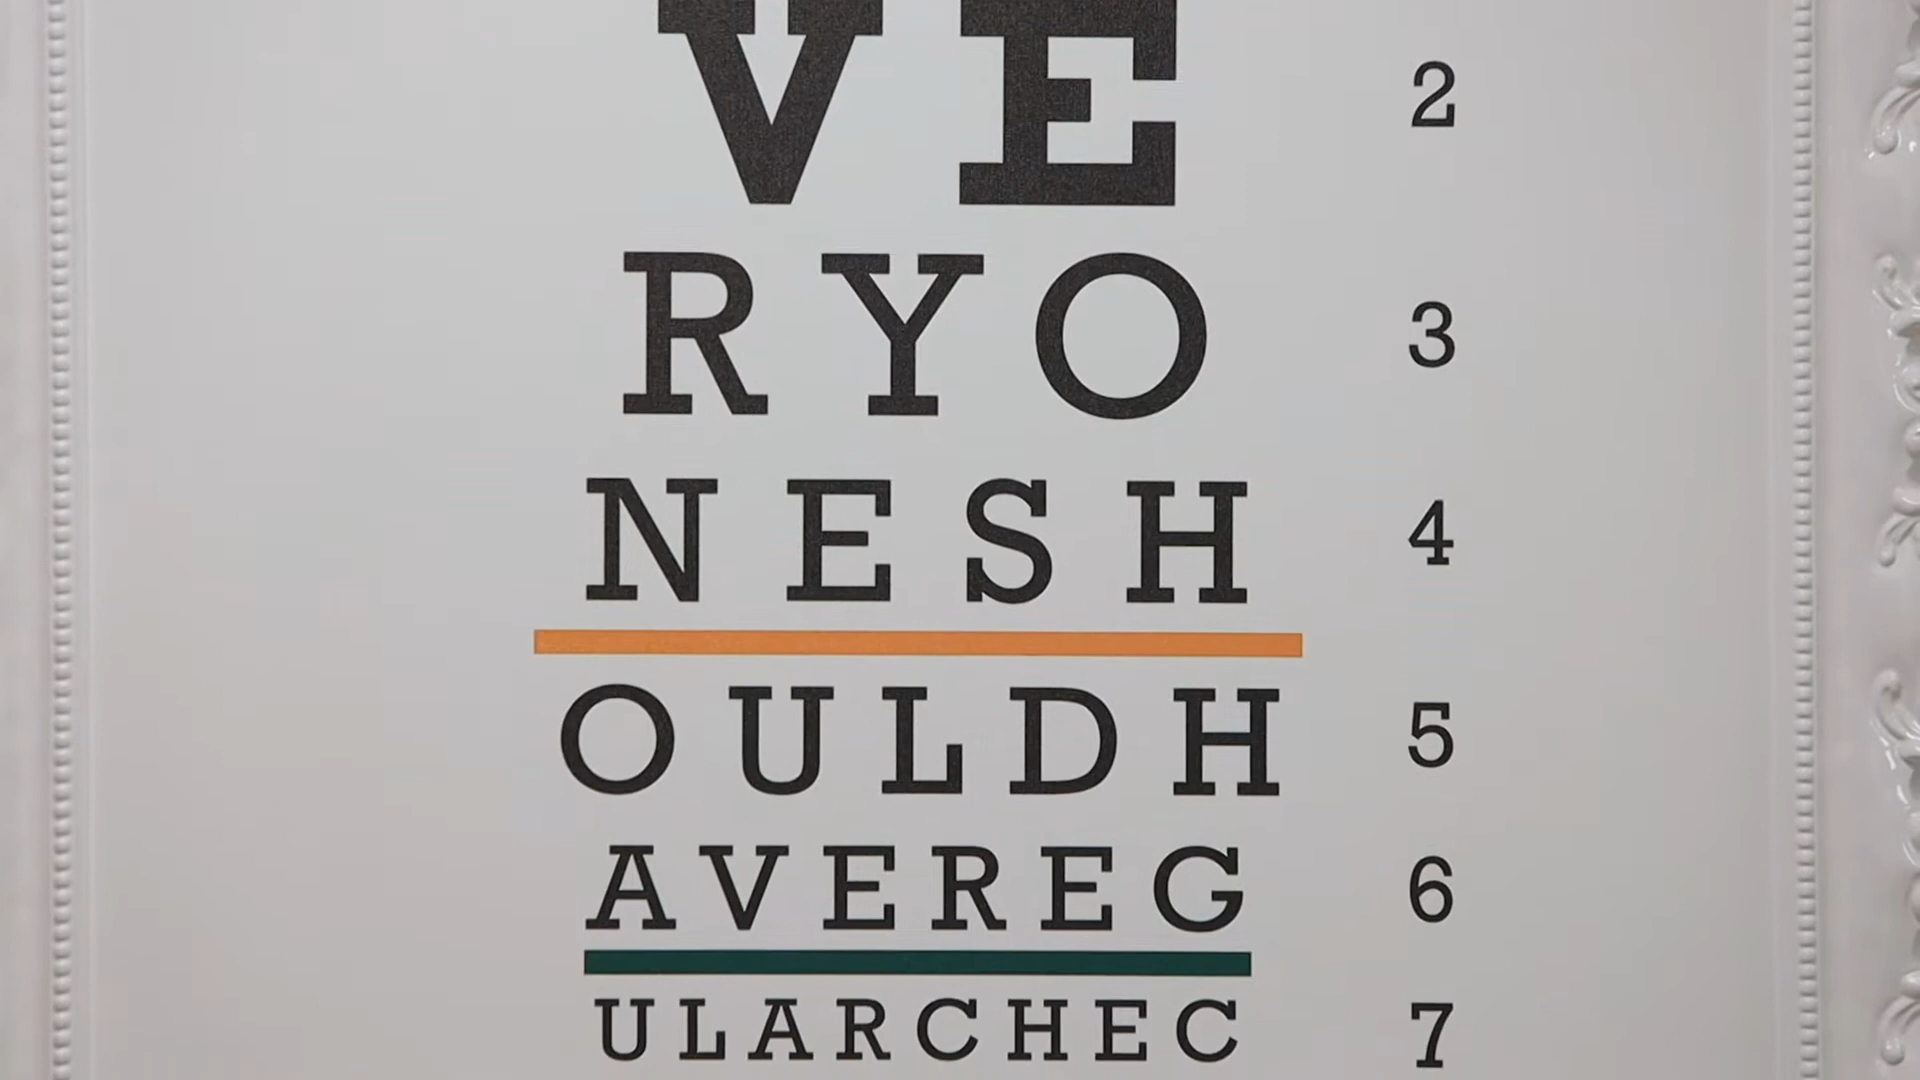 VE 2
RYO 3
NESH 4
OULDH 5
AVEREG 6
ULARCHEC 7